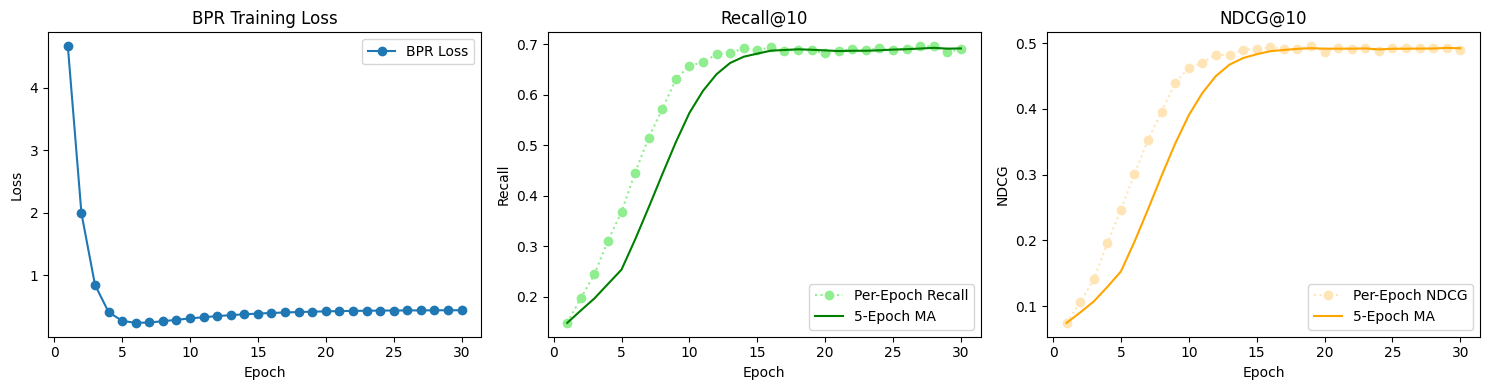 BPR Training Loss
BPR Loss
Loss
4
3
2
1
0 5 10 15 20 25 30
Epoch
Recall@10
Recall
0.7
0.6
0.5
0.4
0.3
0.2
Per-Epoch Recall
5-Epoch MA
0 5 10 15 20 25 30
Epoch
NDCG@10
NDCG
0.5
0.4
0.3
0.2
0.1
Per-Epoch NDCG
5-Epoch MA
0 5 10 15 20 25 30
Epoch